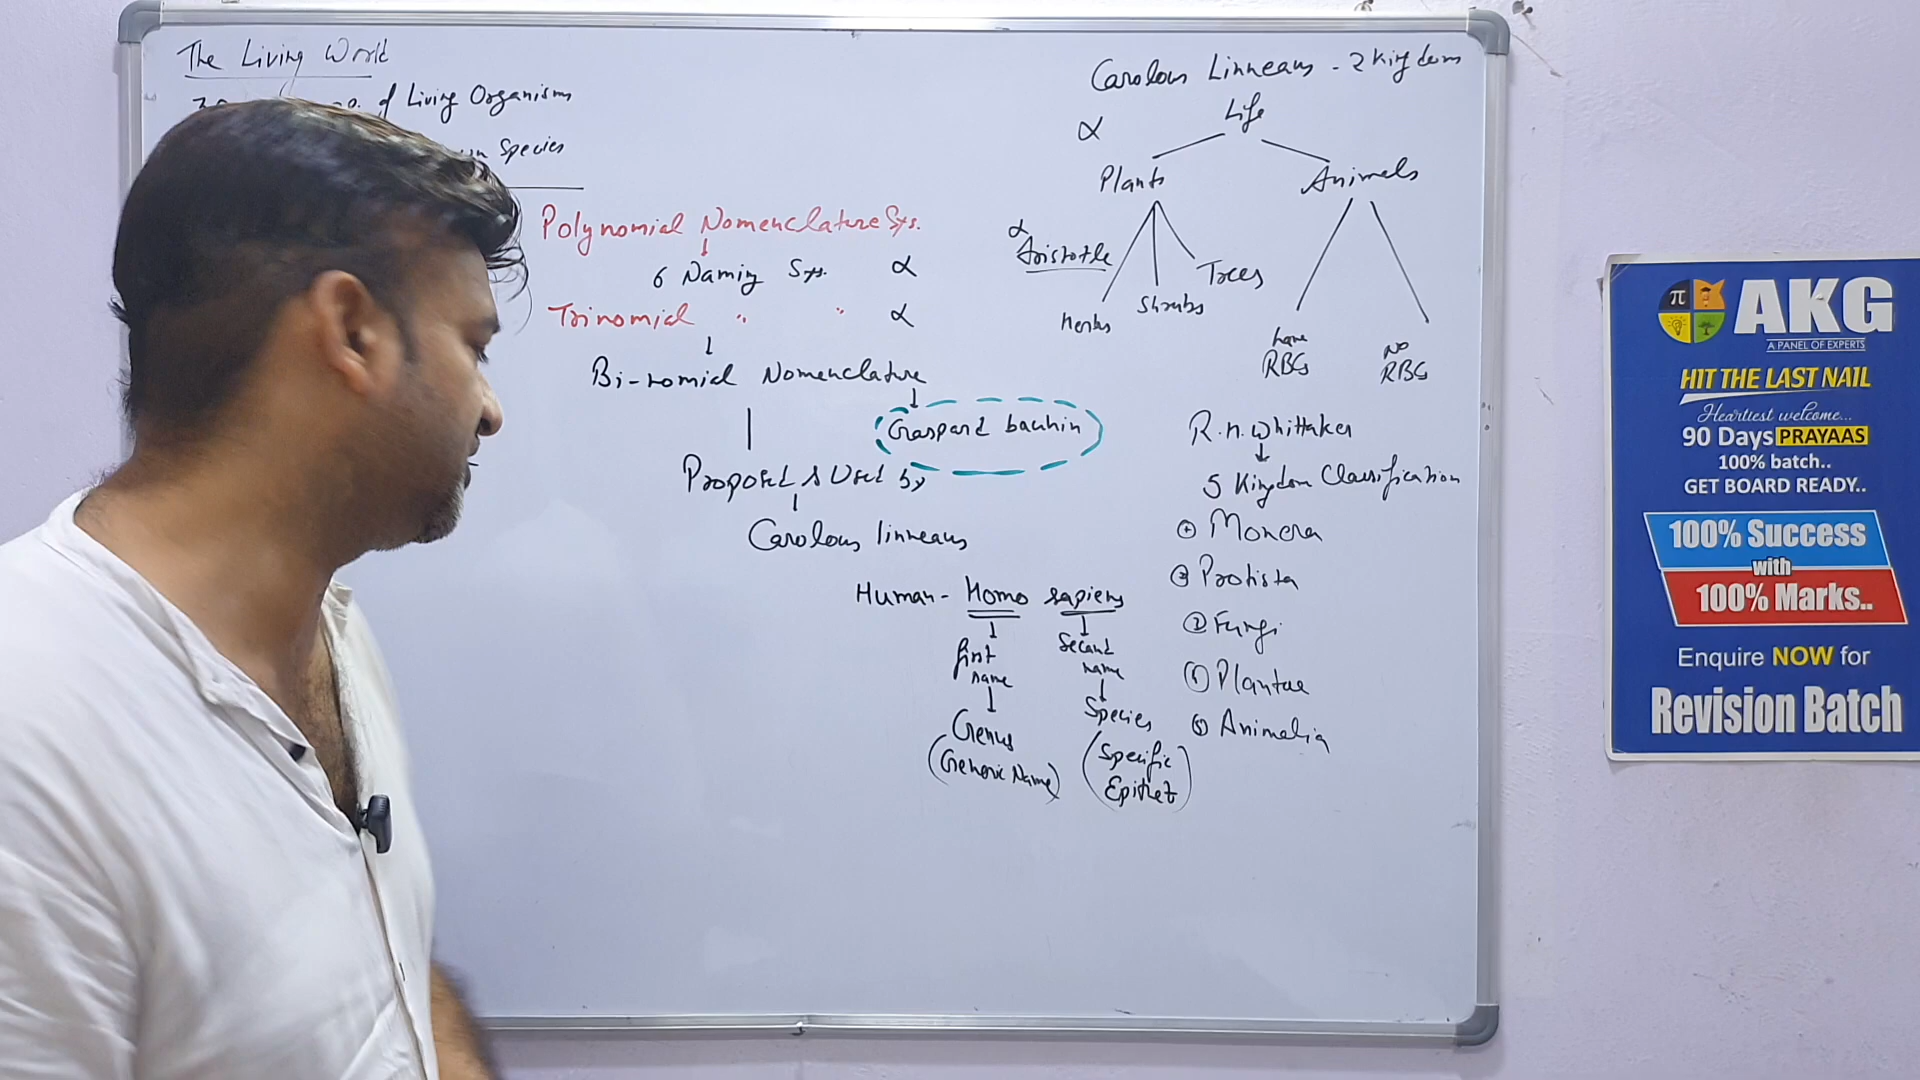 The Living World
of Living Organisms
Species
Polynomial Nomenclature Sys.
6 Naming Sys. α
Trinomial " " α
Bi-nomial Nomenclature
Graspard bauhin
Proposed & Used by
Carolous linneaus
Human - Homo sapiens
first name
Second name
Genus
Species
(Generic Name)
(Specific Epithet)
Carolous Linneaus - 2 kingdoms
Life
α
Plants
Animals
α
Aristotle
Herbs
Shrubs
Trees
have RBCs
no RBCs
R.H. Whittaker
5 Kingdom Classification
Monera
Protista
Fungi
Plantae
⑤ Animalia
π
AKG
A PANEL OF EXPERTS
HIT THE LAST NAIL
Heartiest welcome...
90 Days PRAYAAS
100% batch..
GET BOARD READY..
100% Success
with
100% Marks..
Enquire NOW for
Revision Batch